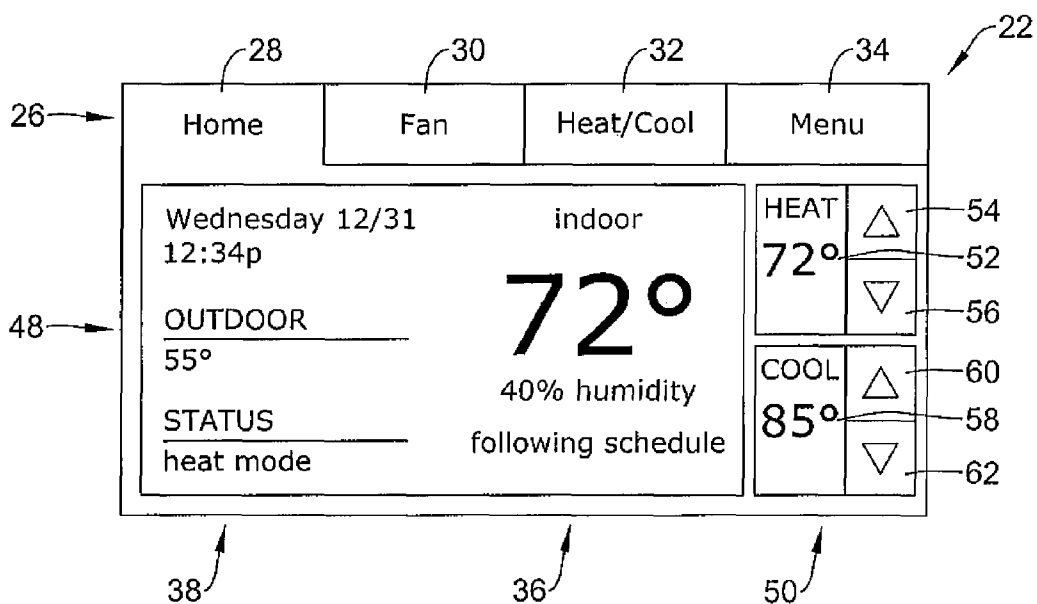 22
28 30 32 34
26
Home Fan Heat/Cool Menu
Wednesday 12/31
12:34p
OUTDOOR
55°
STATUS
heat mode
indoor
72°
40% humidity
following schedule
HEAT
72°
COOL
85°
54
52
56
60
58
62
48
38 36 50